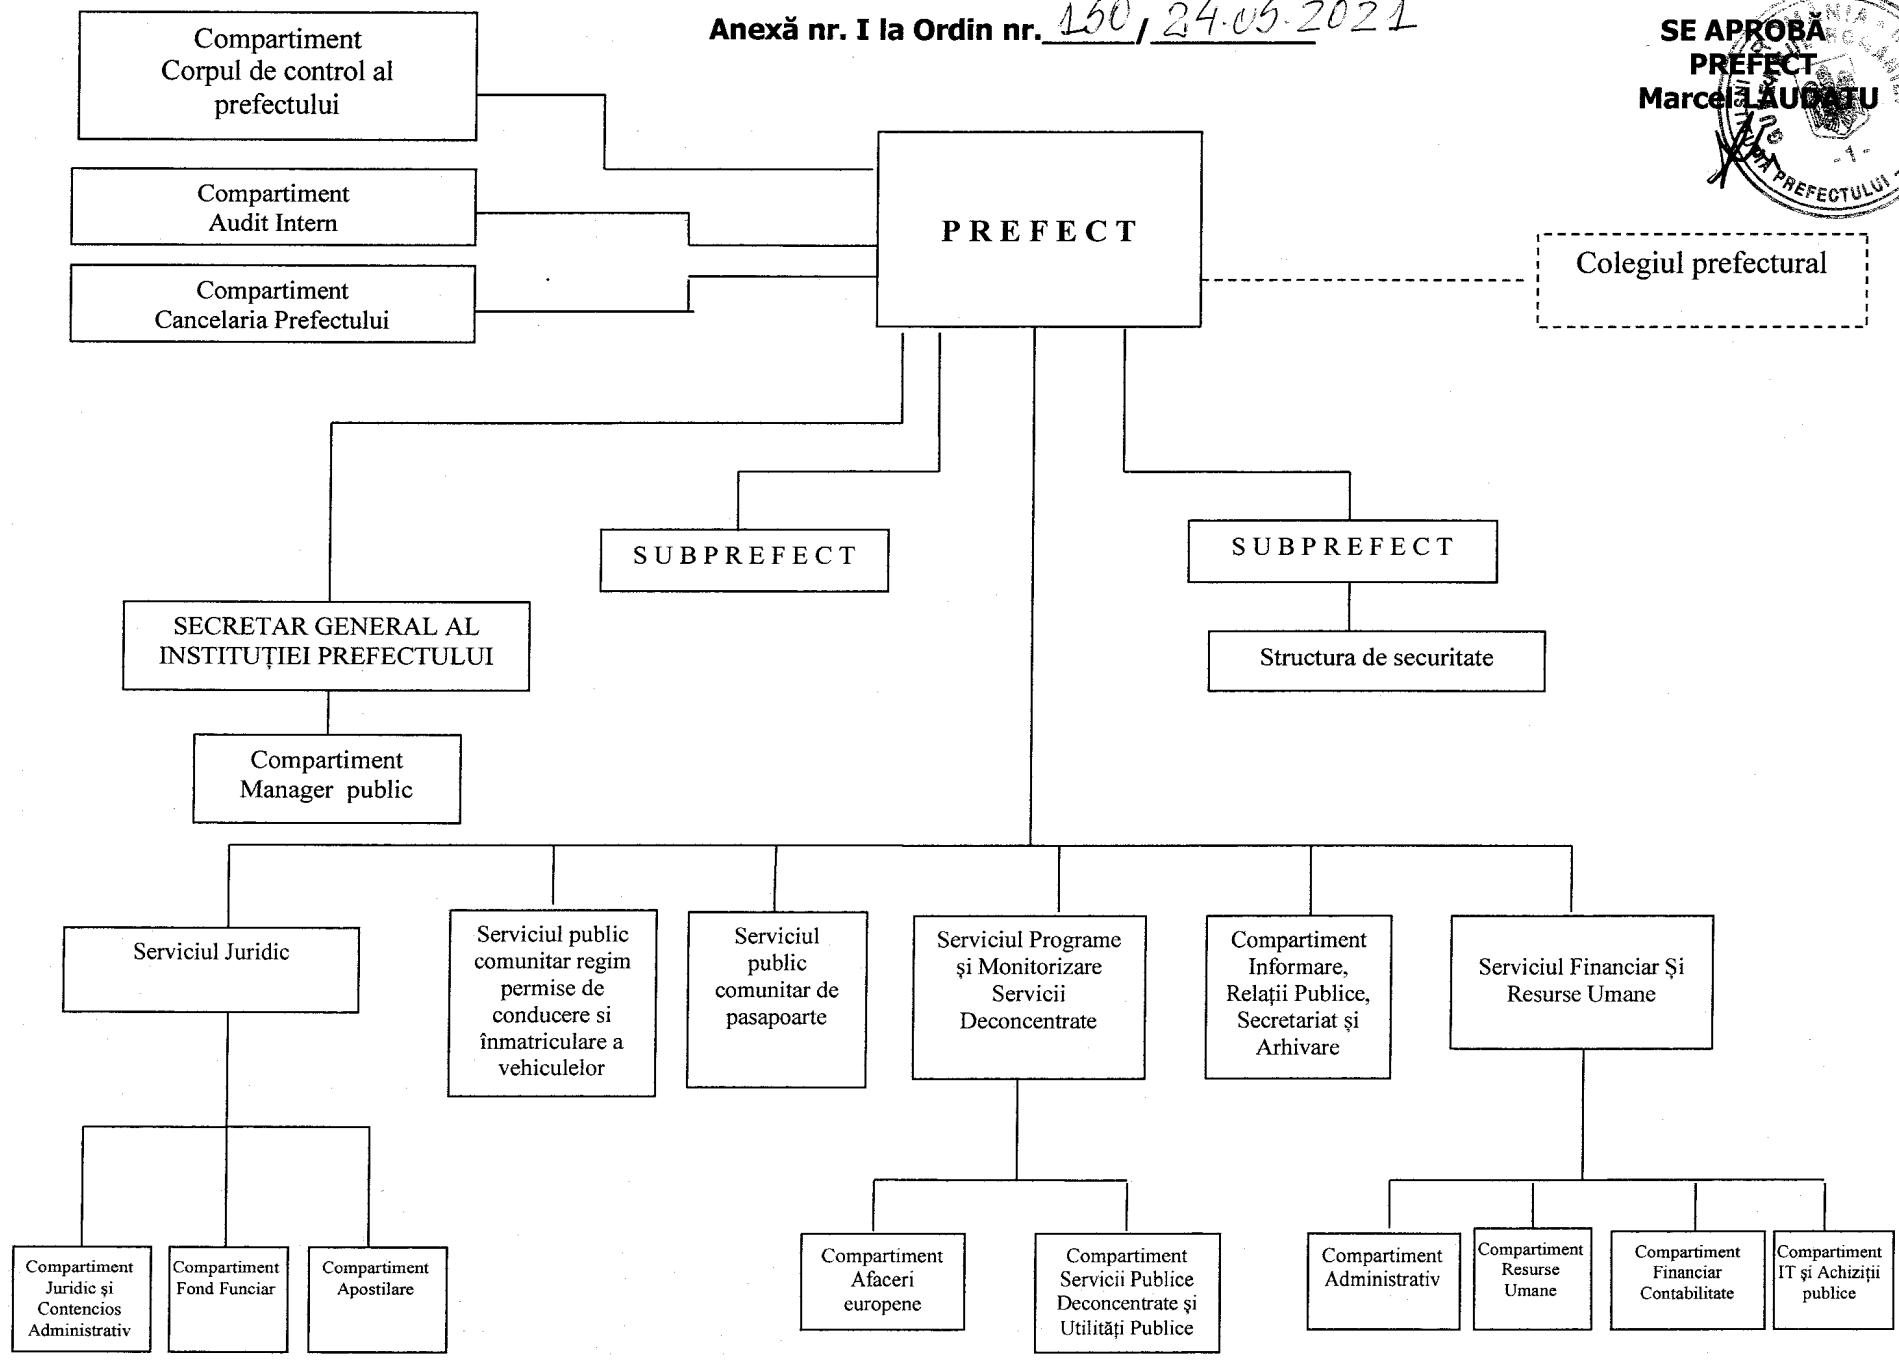 Anexă nr. I la Ordin nr. 150 / 24.05.2021
SE APROBĂ
PREFECT
Marcel LAUDATU
INSTITUȚIA PREFECTULUI
- 1 -
Compartiment
Corpul de control al
prefectului
Compartiment
Audit Intern
Compartiment
Cancelaria Prefectului
P R E F E C T
Colegiul prefectural
S U B P R E F E C T
S U B P R E F E C T
SECRETAR GENERAL AL
INSTITUȚIEI PREFECTULUI
Structura de securitate
Compartiment
Manager public
Serviciul Juridic
Serviciul public
comunitar regim
permise de
conducere si
înmatriculare a
vehiculelor
Serviciul
public
comunitar de
pasapoarte
Serviciul Programe
și Monitorizare
Servicii
Deconcentrate
Compartiment
Informare,
Relații Publice,
Secretariat și
Arhivare
Serviciul Financiar Și
Resurse Umane
Compartiment
Juridic și
Contencios
Administrativ
Compartiment
Fond Funciar
Compartiment
Apostilare
Compartiment
Afaceri
europene
Compartiment
Servicii Publice
Deconcentrate și
Utilități Publice
Compartiment
Administrativ
Compartiment
Resurse
Umane
Compartiment
Financiar
Contabilitate
Compartiment
IT și Achiziții
publice